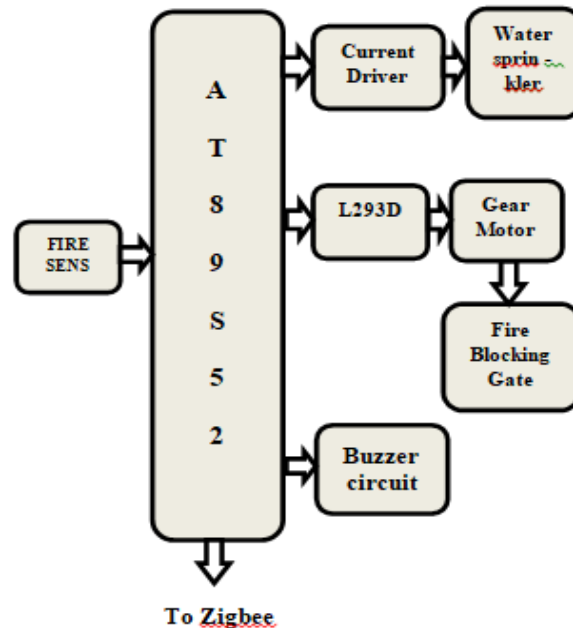 FIRE
SENS
A
T
8
9
S
5
2
Current
Driver
Water
sprin -
kler
L293D
Gear
Motor
Fire
Blocking
Gate
Buzzer
circuit
To Zigbee